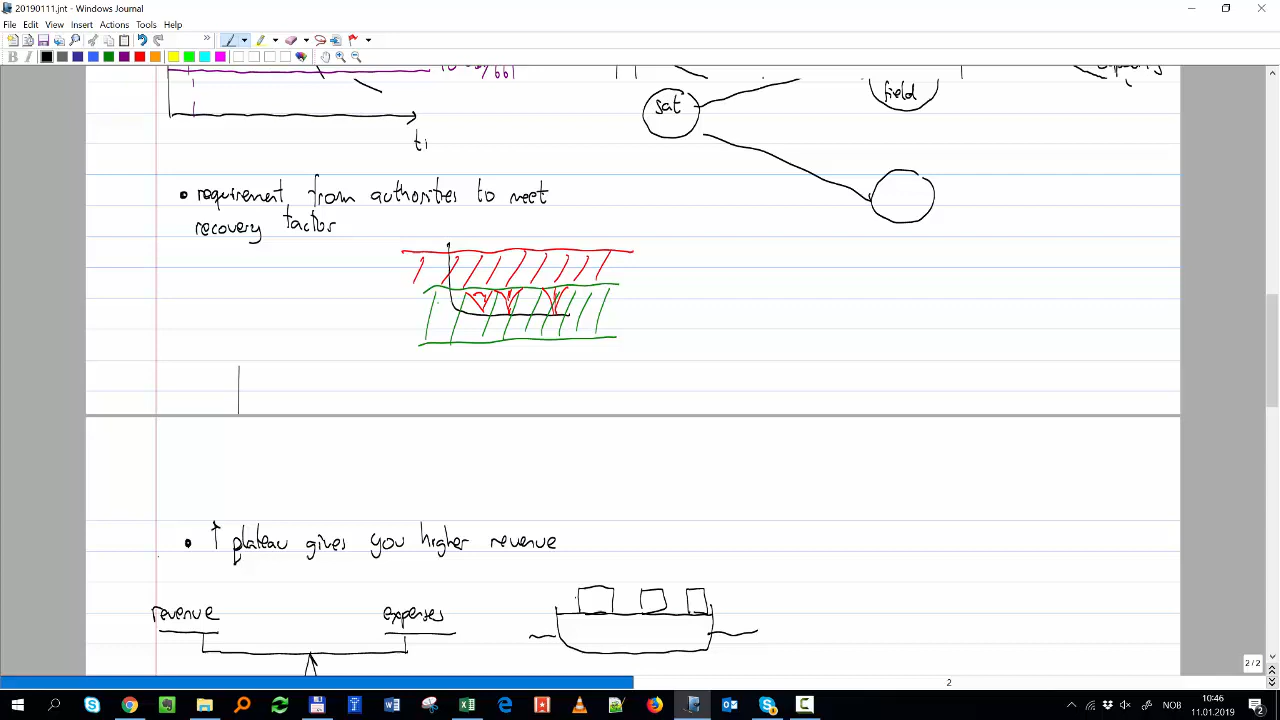 20190111.jnt - Windows Journal
File Edit View Insert Actions Tools Help
sat
field
t
• requirement from authorities to meet
recovery factor
• ↑ plateau gives you higher revenue
revenue
expenses
2/2
2
NOB
10:46
11.01.2019